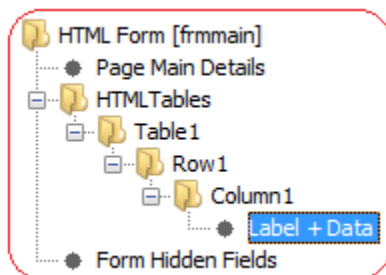 HTML Form [frmmain]
Page Main Details
HTMLTables
Table1
Row1
Column1
Label + Data
Form Hidden Fields